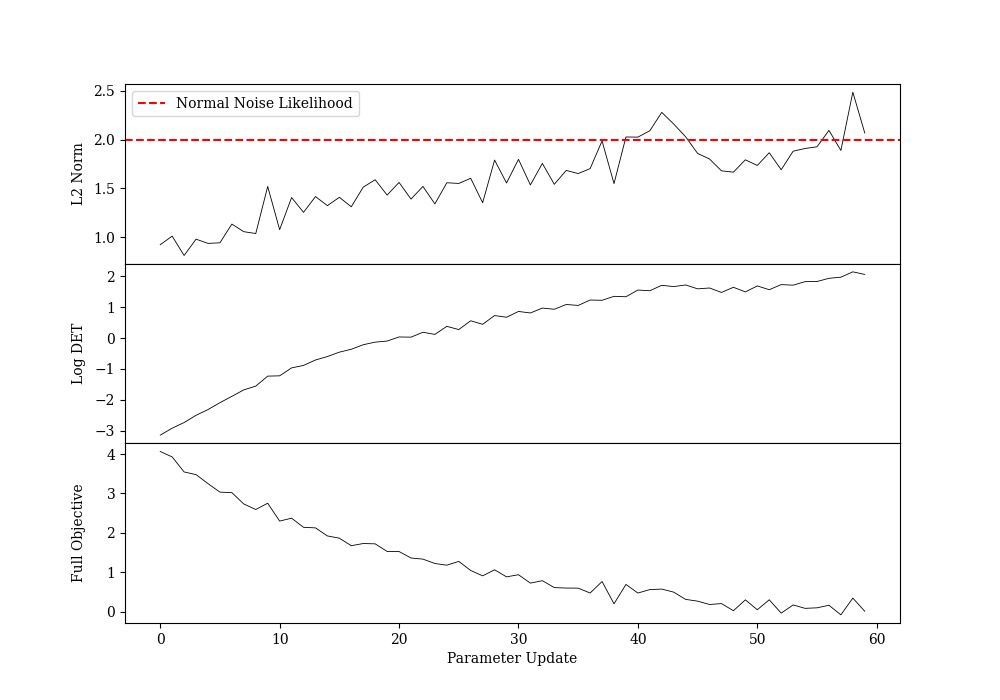 2.5
Normal Noise Likelihood
2.0
1.5
1.0
L2 Norm
2
1
0
−1
−2
−3
Log DET
4
3
2
1
0
Full Objective
0 10 20 30 40 50 60
Parameter Update